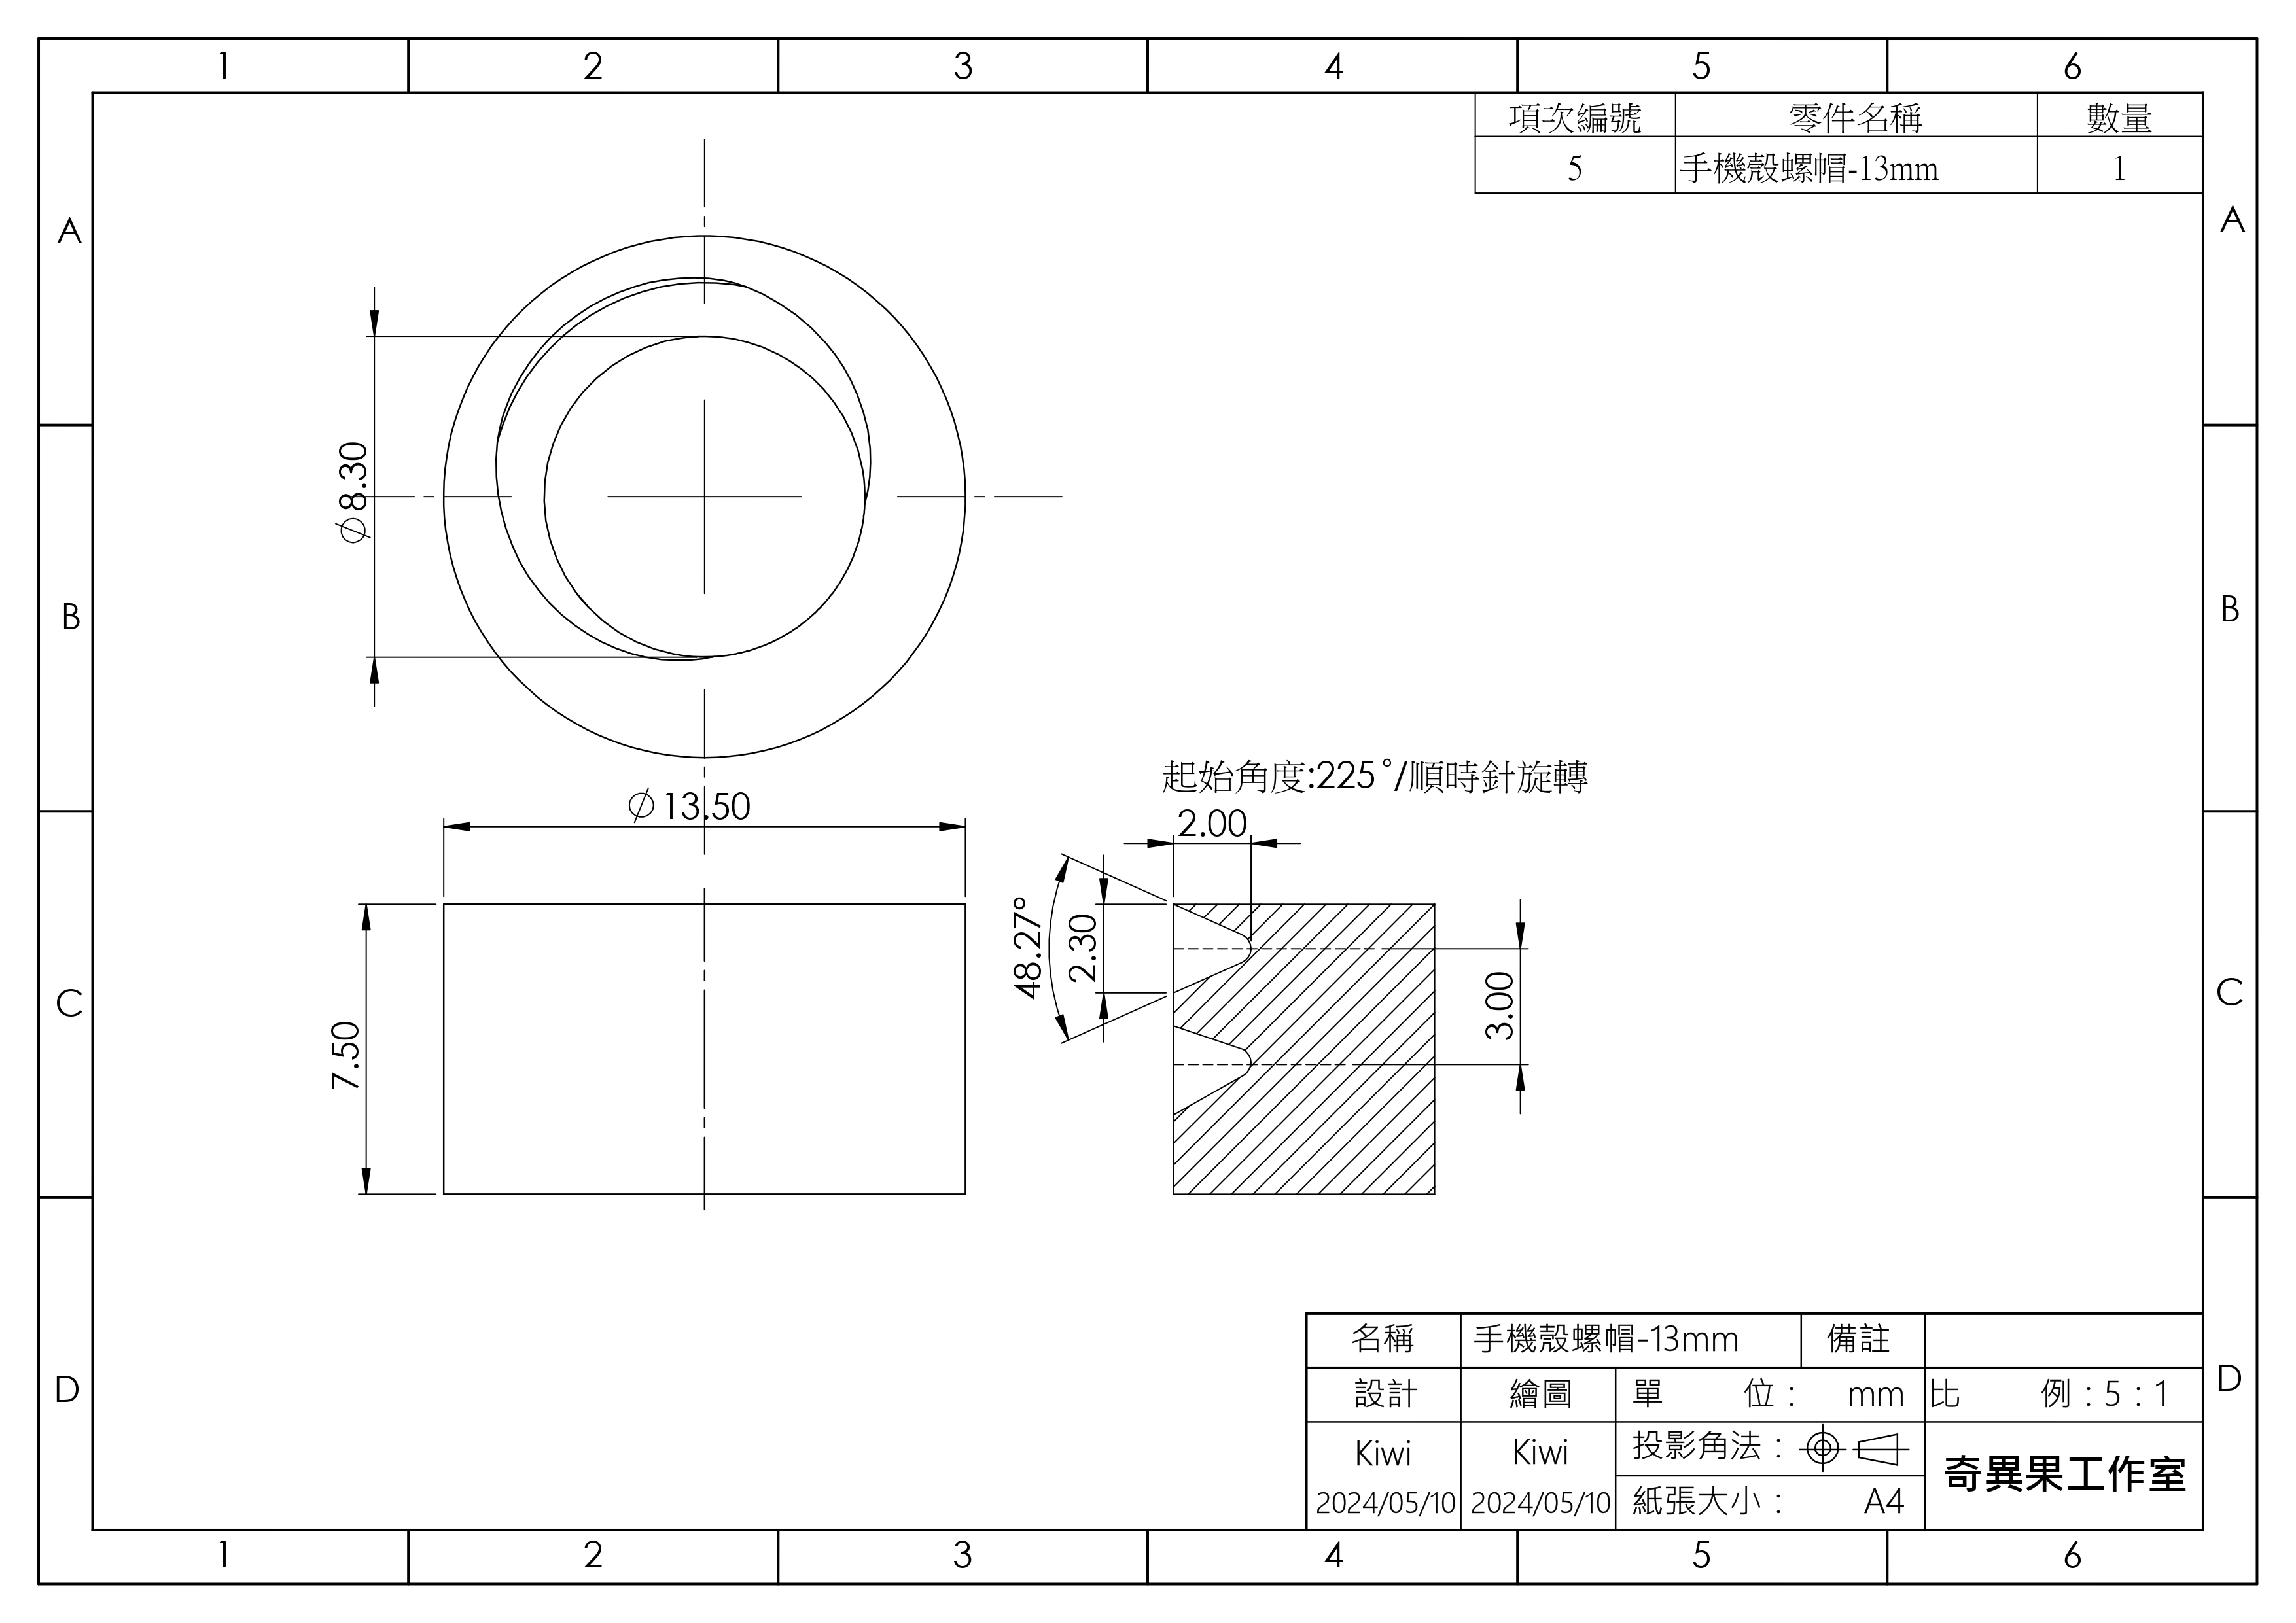 1 2 3 4 5 6
項次編號 零件名稱 數量
5 手機殼螺帽-13mm 1
A A
⌀8.30
B B
起始角度:225°/順時針旋轉
⌀13.50
2.00
48.27°
2.30
C C
3.00
7.50
名稱 手機殼螺帽-13mm 備註
設計 繪圖 單 位： mm 比 例：5：1
D D
Kiwi Kiwi 投影角法：
奇異果工作室
2024/05/10 2024/05/10 紙張大小： A4
1 2 3 4 5 6